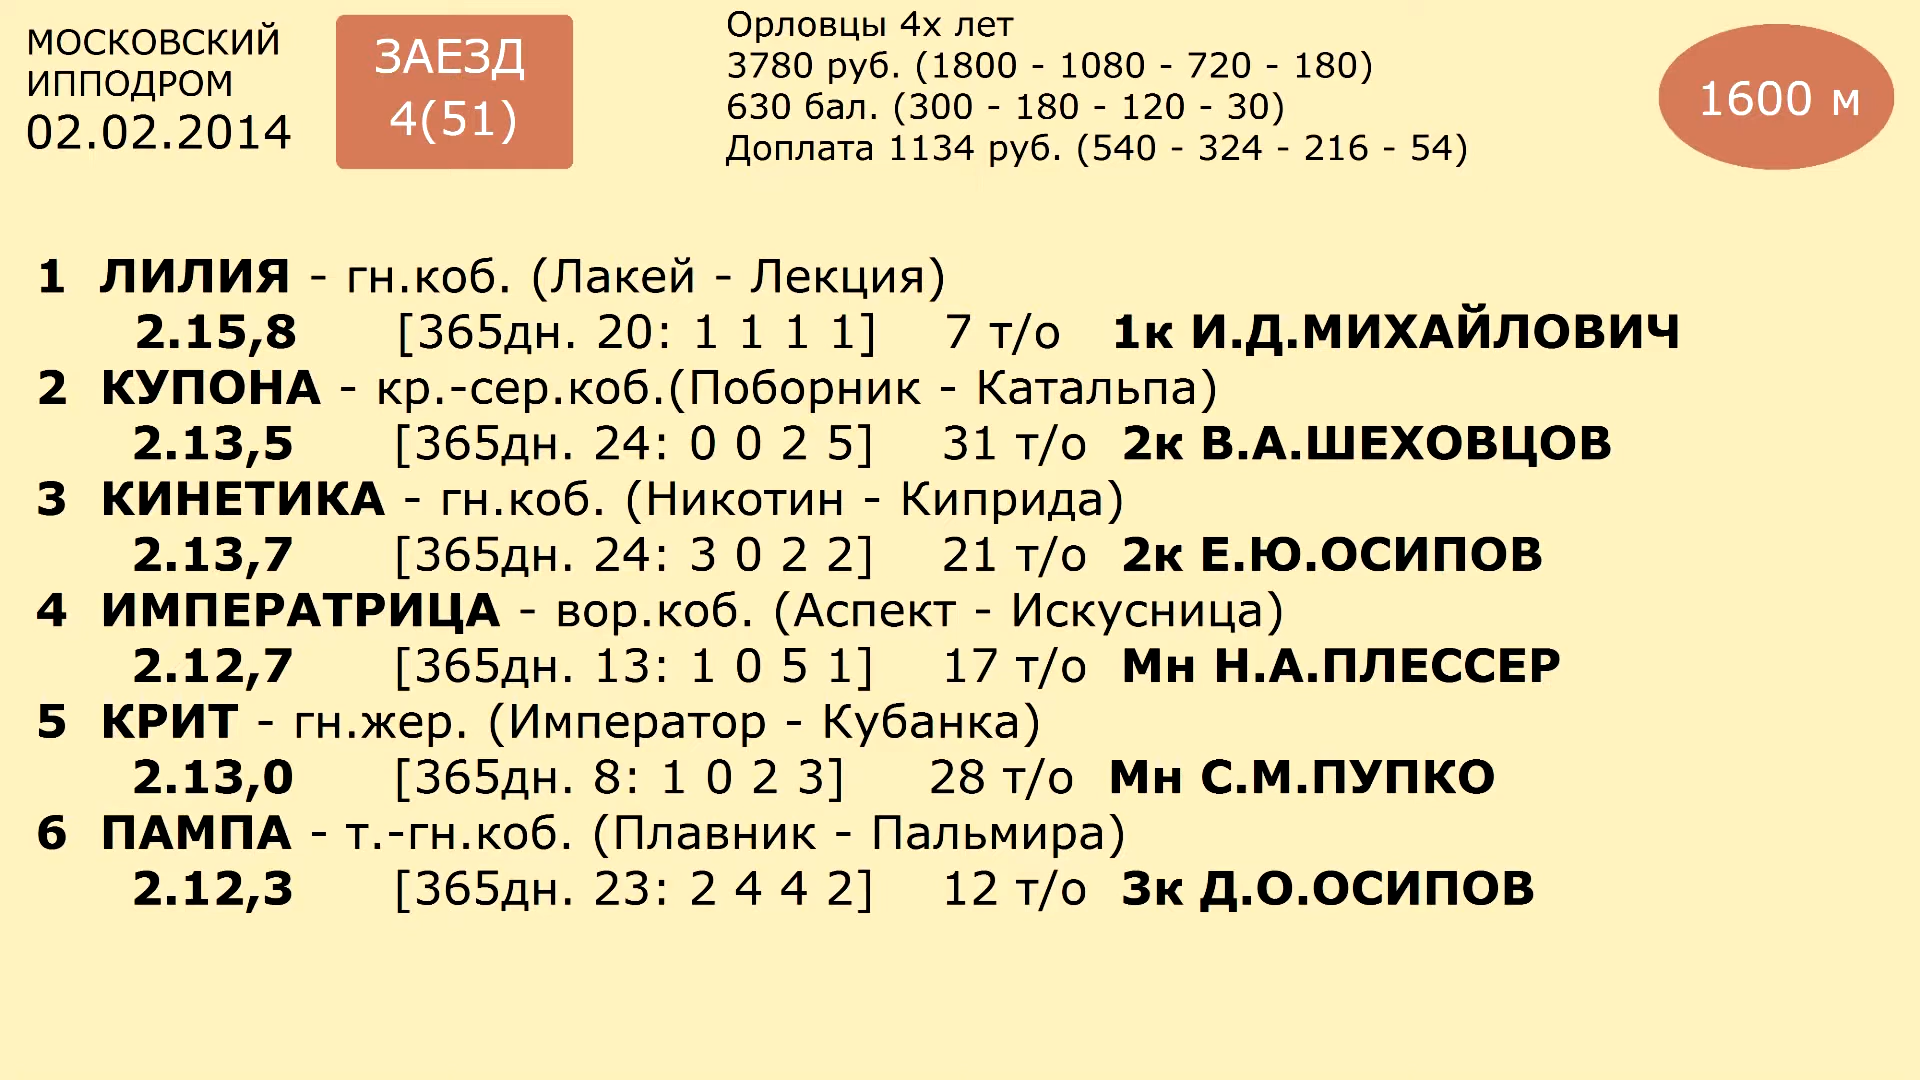 МОСКОВСКИЙ
ИППОДРОМ
02.02.2014
ЗАЕЗД
4(51)
Орловцы 4х лет
3780 руб. (1800 - 1080 - 720 - 180)
630 бал. (300 - 180 - 120 - 30)
Доплата 1134 руб. (540 - 324 - 216 - 54)
1600 м
1 ЛИЛИЯ - гн.коб. (Лакей - Лекция)
2.15,8 [365дн. 20: 1 1 1 1] 7 т/о 1к И.Д.МИХАЙЛОВИЧ
2 КУПОНА - кр.-сер.коб.(Поборник - Катальпа)
2.13,5 [365дн. 24: 0 0 2 5] 31 т/о 2к В.А.ШЕХОВЦОВ
3 КИНЕТИКА - гн.коб. (Никотин - Киприда)
2.13,7 [365дн. 24: 3 0 2 2] 21 т/о 2к Е.Ю.ОСИПОВ
4 ИМПЕРАТРИЦА - вор.коб. (Аспект - Искусница)
2.12,7 [365дн. 13: 1 0 5 1] 17 т/о Мн Н.А.ПЛЕССЕР
5 КРИТ - гн.жер. (Император - Кубанка)
2.13,0 [365дн. 8: 1 0 2 3] 28 т/о Мн С.М.ПУПКО
6 ПАМПА - т.-гн.коб. (Плавник - Пальмира)
2.12,3 [365дн. 23: 2 4 4 2] 12 т/о 3к Д.О.ОСИПОВ